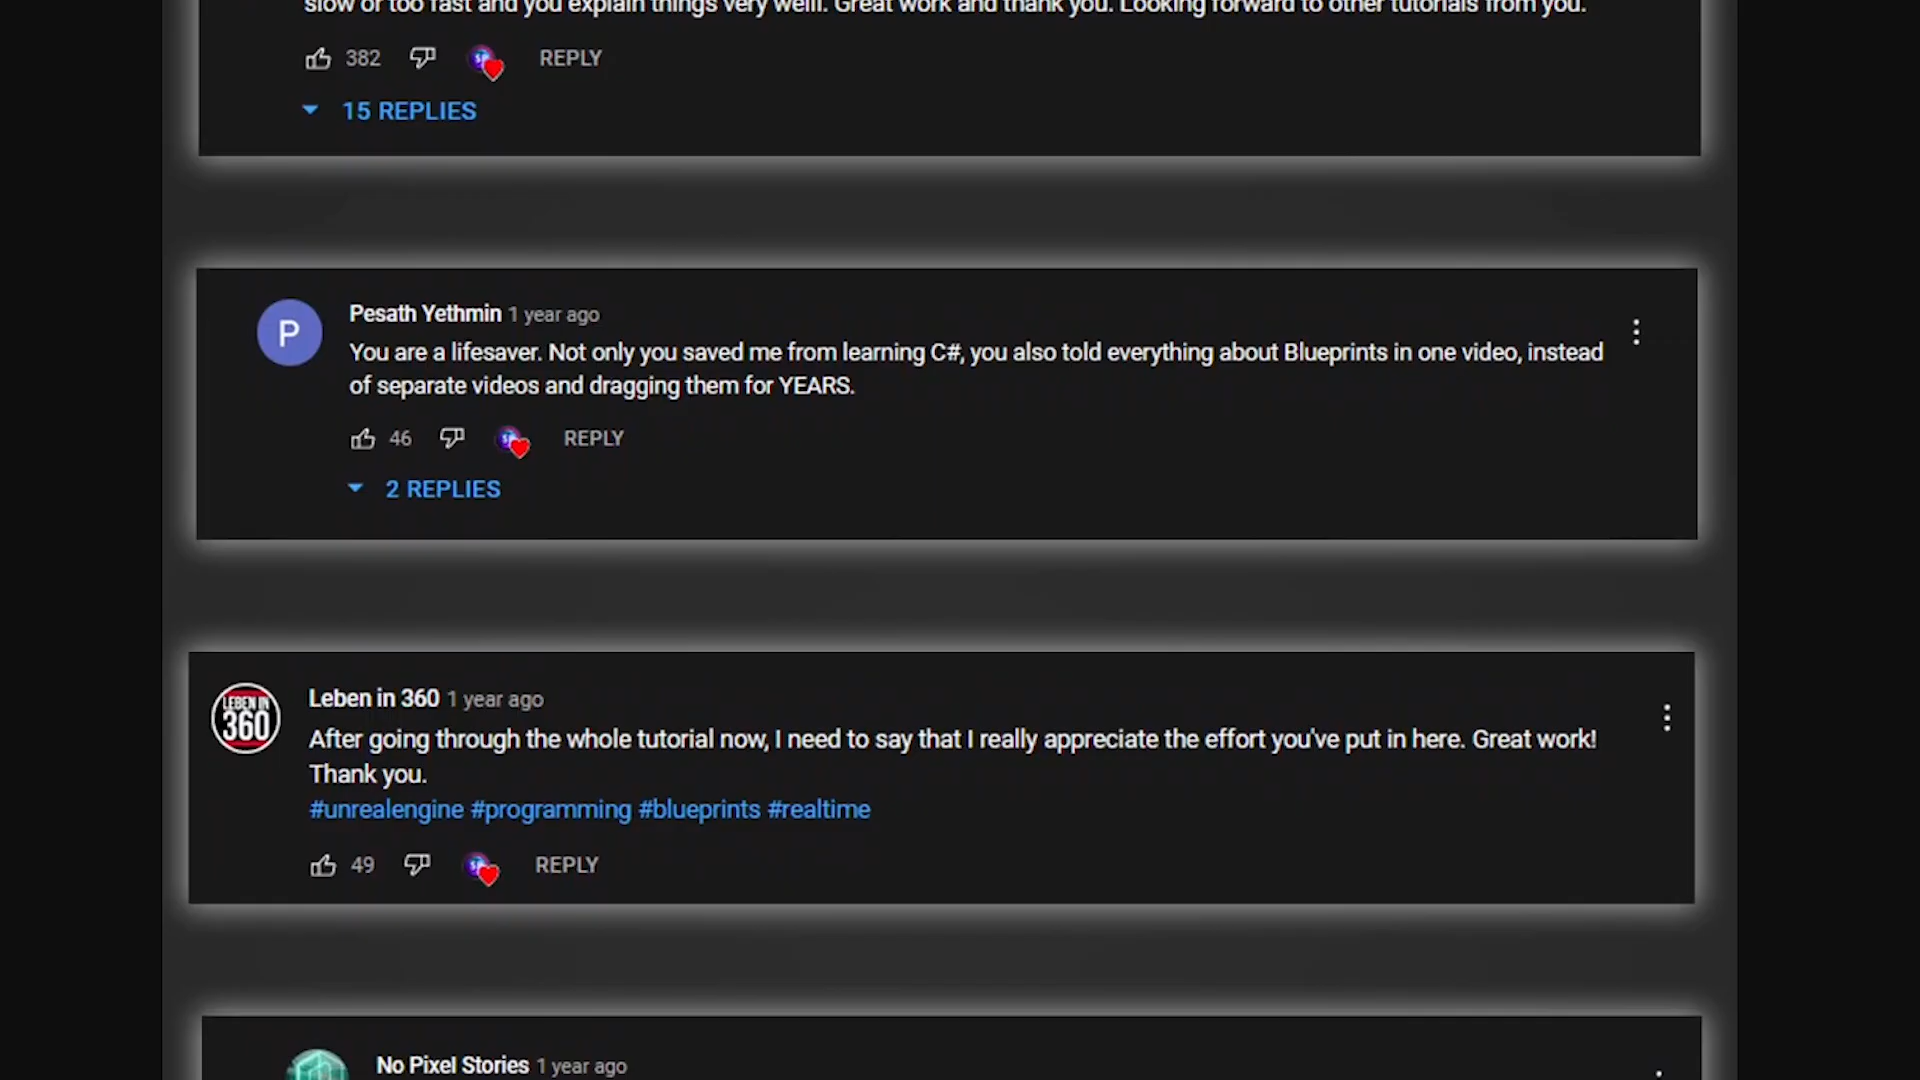 slow or too fast and you explain things very welll. Great work and thank you. Looking forward to other tutorials from you.
382 REPLY
15 REPLIES
P
Pesath Yethmin 1 year ago
You are a lifesaver. Not only you saved me from learning C#, you also told everything about Blueprints in one video, instead
of separate videos and dragging them for YEARS.
46 REPLY
2 REPLIES
LEBEN IN
360
Leben in 360 1 year ago
After going through the whole tutorial now, I need to say that I really appreciate the effort you've put in here. Great work!
Thank you.
#unrealengine #programming #blueprints #realtime
49 REPLY
No Pixel Stories 1 year ago